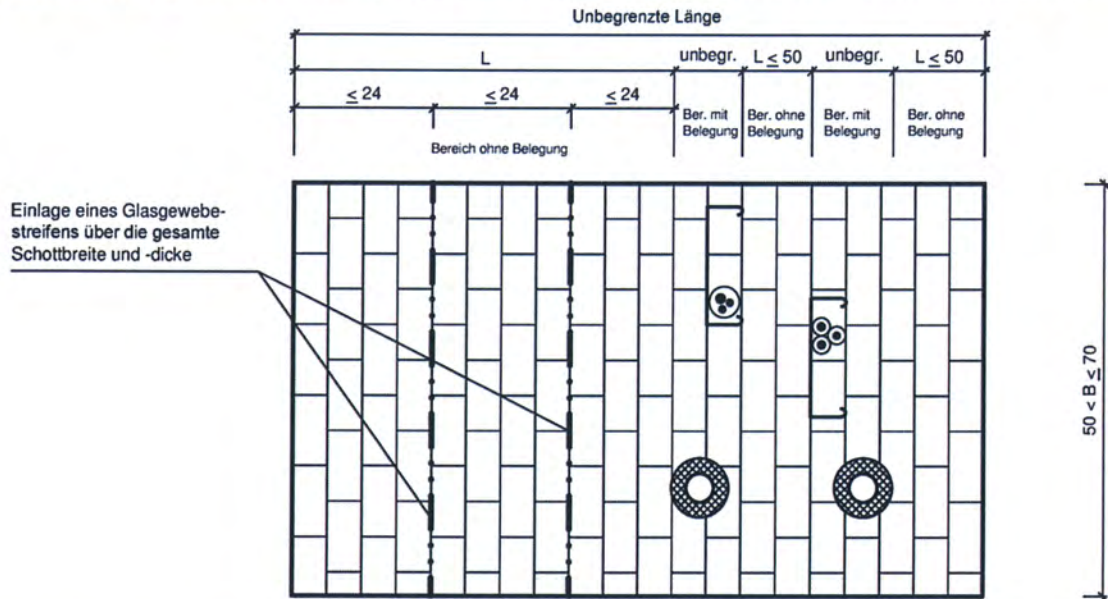 Unbegrenzte Länge
L
unbegr.
L ≤ 50
unbegr.
L ≤ 50
≤ 24
≤ 24
≤ 24
Ber. mit
Belegung
Ber. ohne
Belegung
Ber. mit
Belegung
Ber. ohne
Belegung
Bereich ohne Belegung
Einlage eines Glasgewebe-
streifens über die gesamte
Schottbreite und -dicke
50 < B ≤ 70